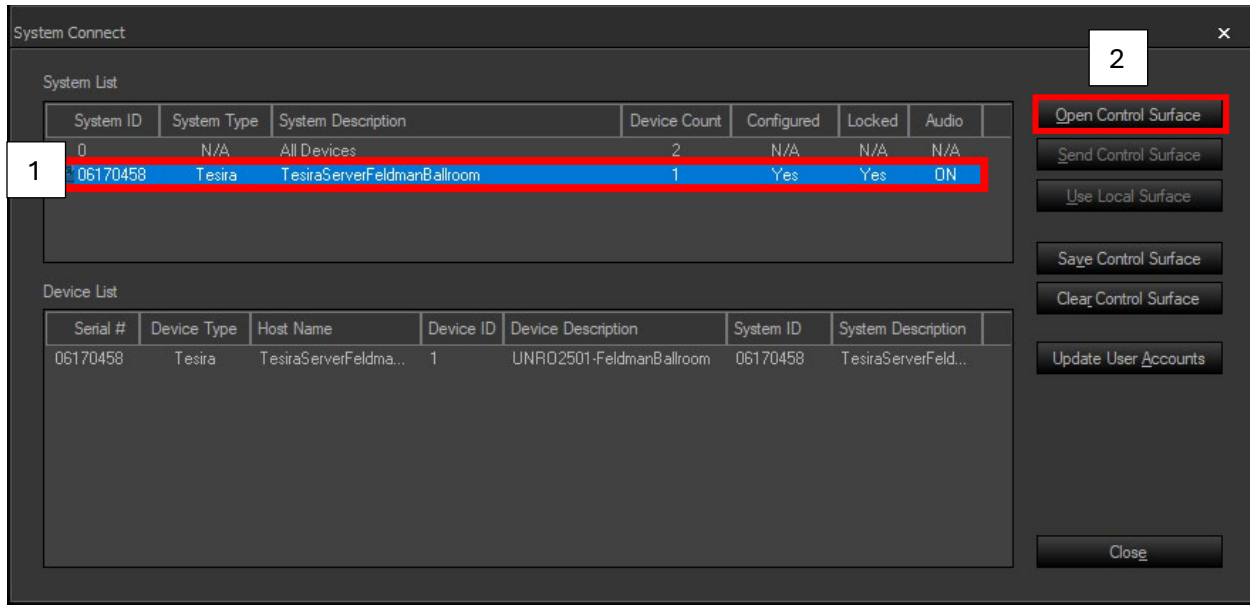 System Connect ×
2
System List
System ID System Type System Description Device Count Configured Locked Audio
0 N/A All Devices 2 N/A N/A N/A
1
06170458 Tesira TesiraServerFeldmanBallroom 1 Yes Yes ON
Open Control Surface
Send Control Surface
Use Local Surface
Save Control Surface
Clear Control Surface
Device List
Serial # Device Type Host Name Device ID Device Description System ID System Description
06170458 Tesira TesiraServerFeldma... 1 UNRO2501-FeldmanBallroom 06170458 TesiraServerFeld...
Update User Accounts
Close